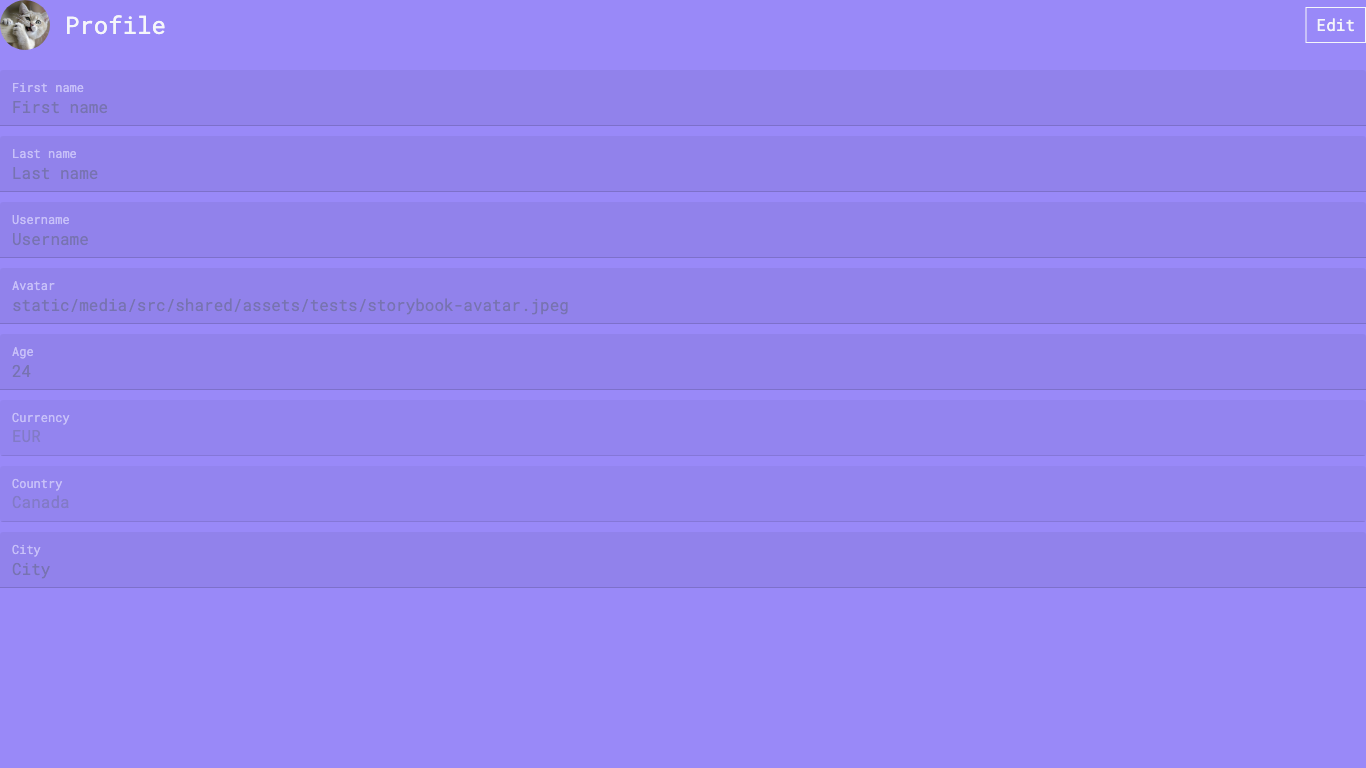 Profile
Edit
First name
First name
Last name
Last name
Username
Username
Avatar
static/media/src/shared/assets/tests/storybook-avatar.jpeg
Age
24
Currency
EUR
Country
Canada
City
City